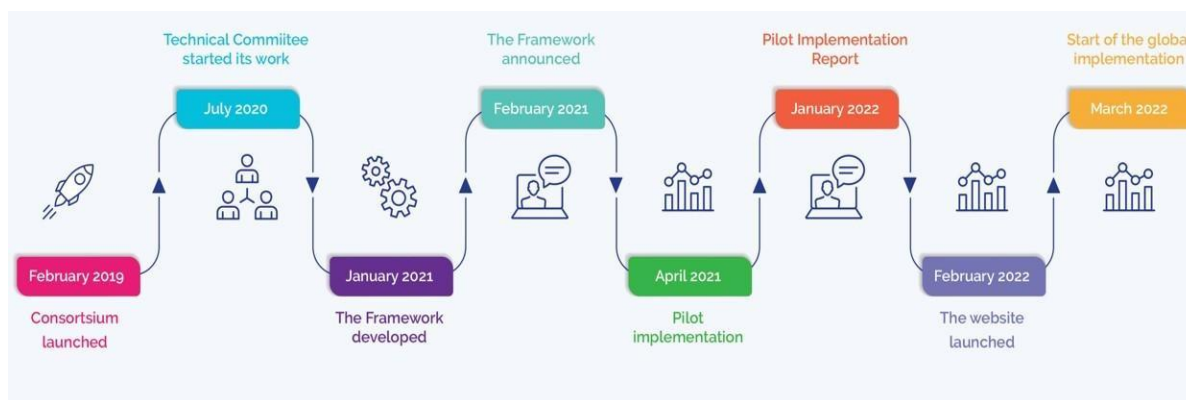 Technical Commiitee
started its work
The Framework
announced
Pilot Implementation
Report
Start of the global
implementation
July 2020
February 2021
January 2022
March 2022
February 2019
January 2021
April 2021
February 2022
Consortsium
launched
The Framework
developed
Pilot
implementation
The website
launched